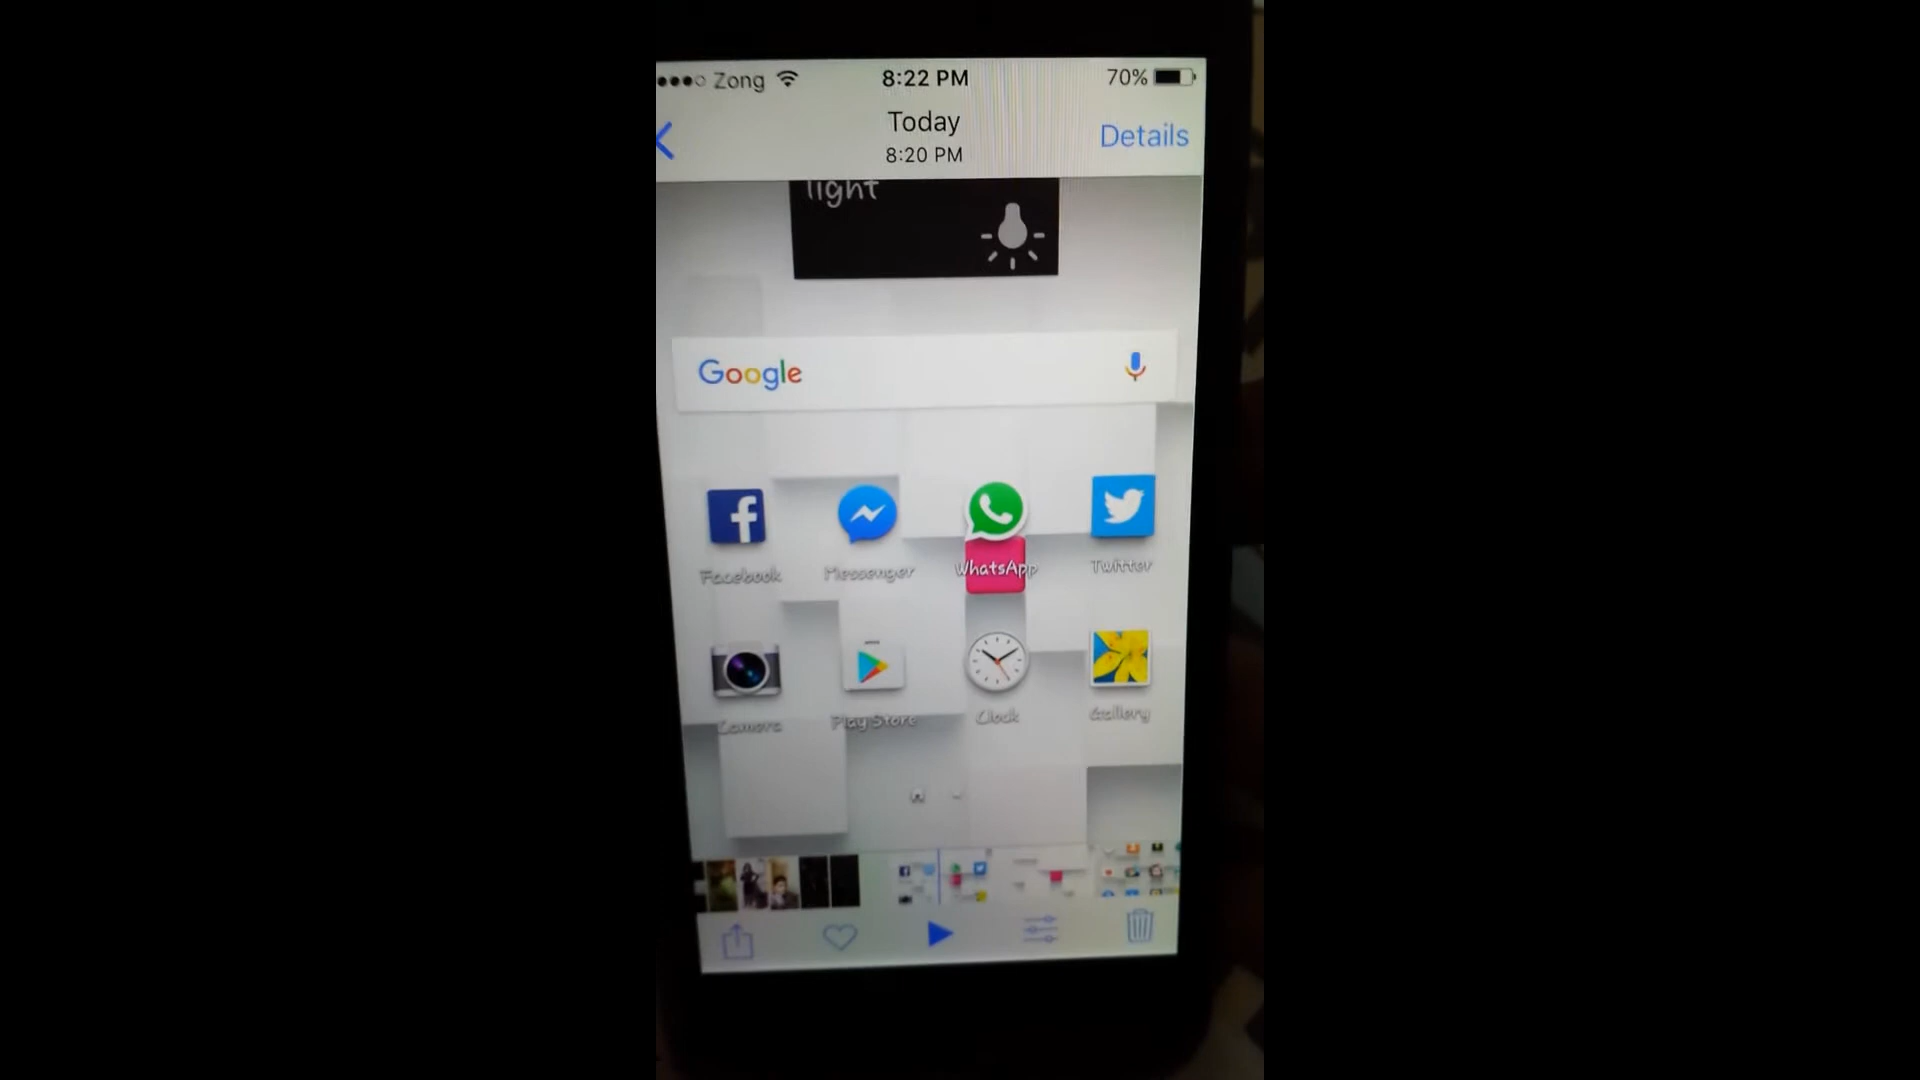 Zong 8:22 PM 70%
Today
8:20 PM
Details
light
Google
Facebook Messenger WhatsApp Twitter
Camera Play Store Clock Gallery